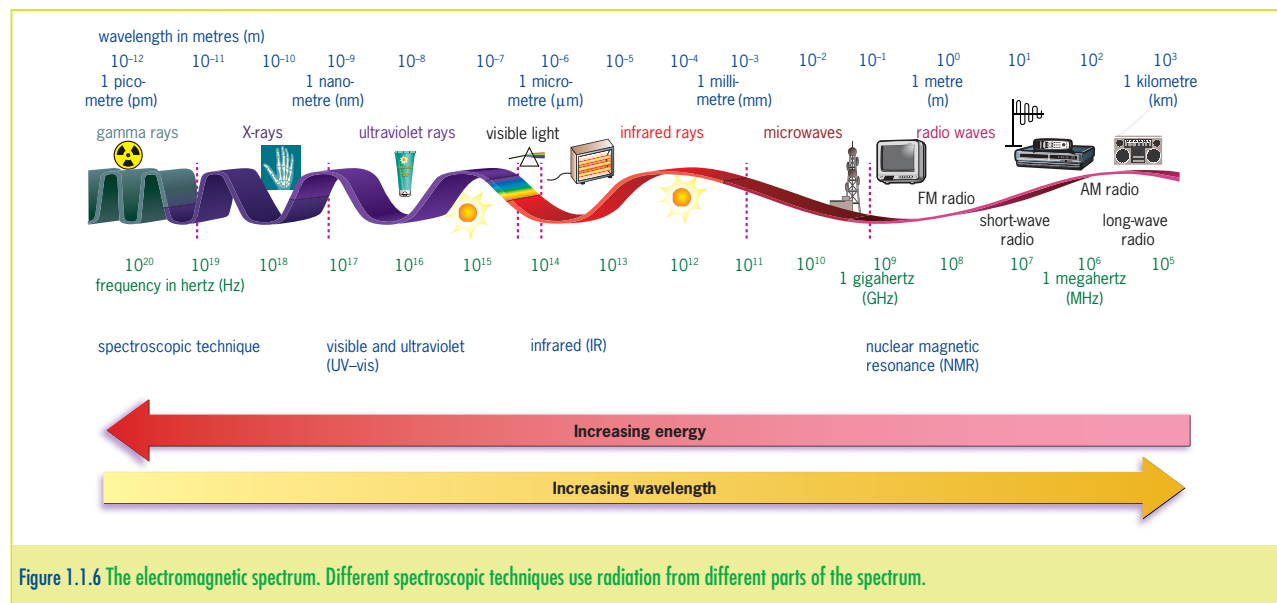 wavelength in metres (m)
10⁻¹² 10⁻¹¹ 10⁻¹⁰ 10⁻⁹ 10⁻⁸ 10⁻⁷ 10⁻⁶ 10⁻⁵ 10⁻⁴ 10⁻³ 10⁻² 10⁻¹ 10⁰ 10¹ 10² 10³
1 pico- 1 nano- 1 micro- 1 milli- 1 metre 1 kilometre
metre (pm) metre (nm) metre (μm) metre (mm) (m) (km)
gamma rays X-rays ultraviolet rays visible light infrared rays microwaves radio waves
FM radio AM radio
short-wave long-wave
radio radio
10²⁰ 10¹⁹ 10¹⁸ 10¹⁷ 10¹⁶ 10¹⁵ 10¹⁴ 10¹³ 10¹² 10¹¹ 10¹⁰ 10⁹ 10⁸ 10⁷ 10⁶ 10⁵
frequency in hertz (Hz) 1 gigahertz 1 megahertz
(GHz) (MHz)
spectroscopic technique visible and ultraviolet infrared (IR) nuclear magnetic
(UV–vis) resonance (NMR)
Increasing energy
Increasing wavelength
Figure 1.1.6 The electromagnetic spectrum. Different spectroscopic techniques use radiation from different parts of the spectrum.